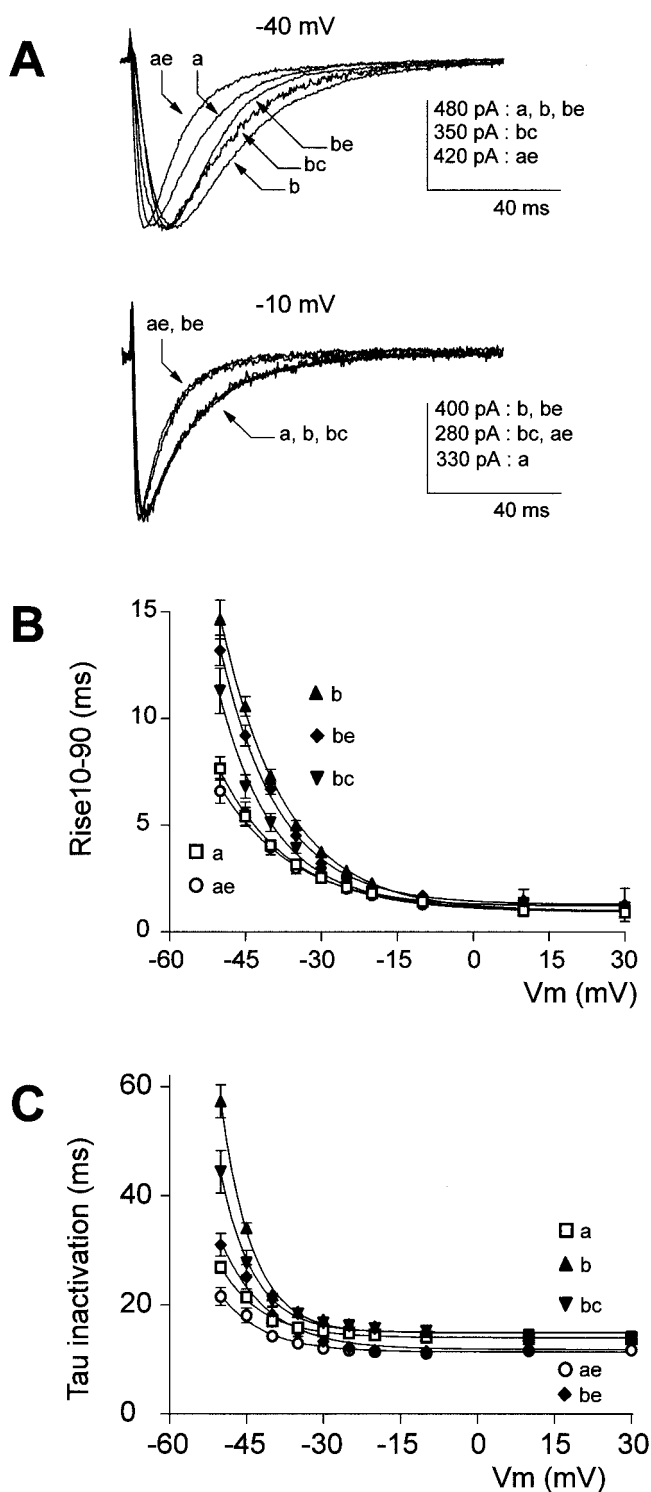 A
-40 mV
ae
a
be
bc
b
480 pA : a, b, be
350 pA : bc
420 pA : ae
40 ms
-10 mV
ae, be
a, b, bc
400 pA : b, be
280 pA : bc, ae
330 pA : a
40 ms
B
Rise10-90 (ms)
15
10
5
0
b
be
bc
a
ae
-60
-45
-30
-15
0
15
30
Vm (mV)
C
Tau inactivation (ms)
60
40
20
0
a
b
bc
ae
be
-60
-45
-30
-15
0
15
30
Vm (mV)